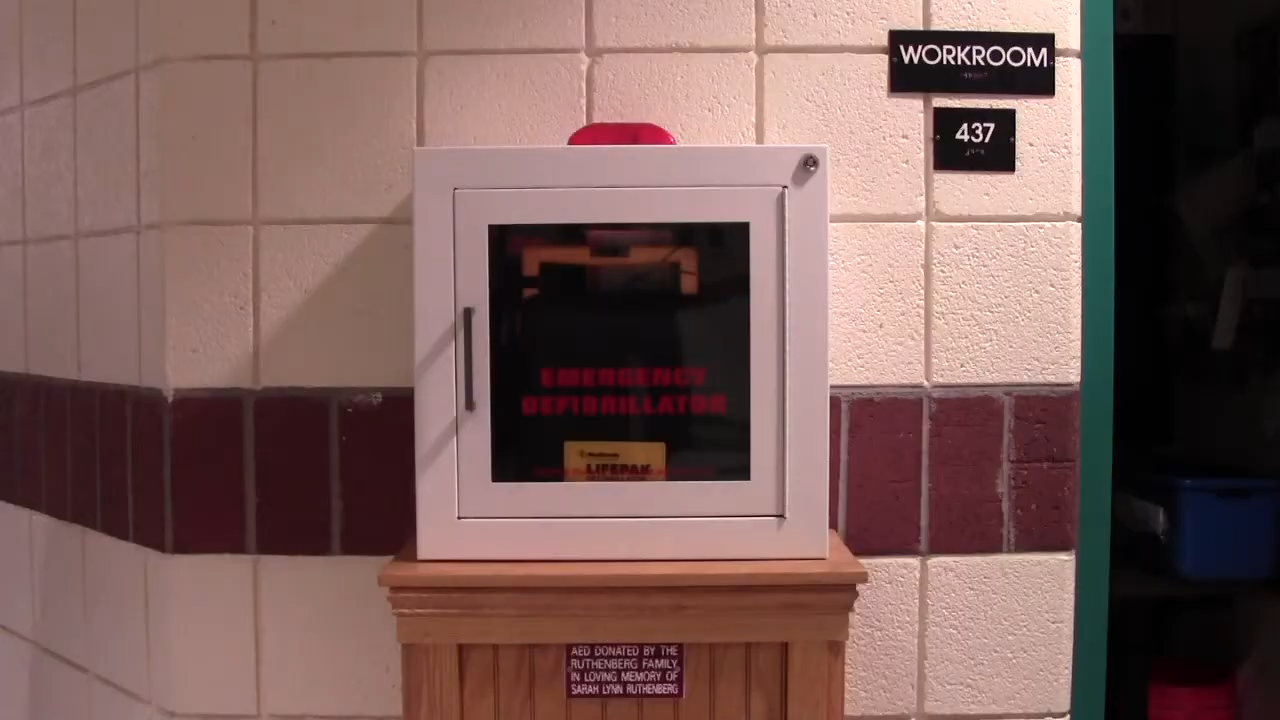 WORKROOM
437
EMERGENCY
DEFIBRILLATOR
LIFEPAK
AED DONATED BY THE
RUTHENBERG FAMILY
IN LOVING MEMORY OF
SARAH LYNN RUTHENBERG